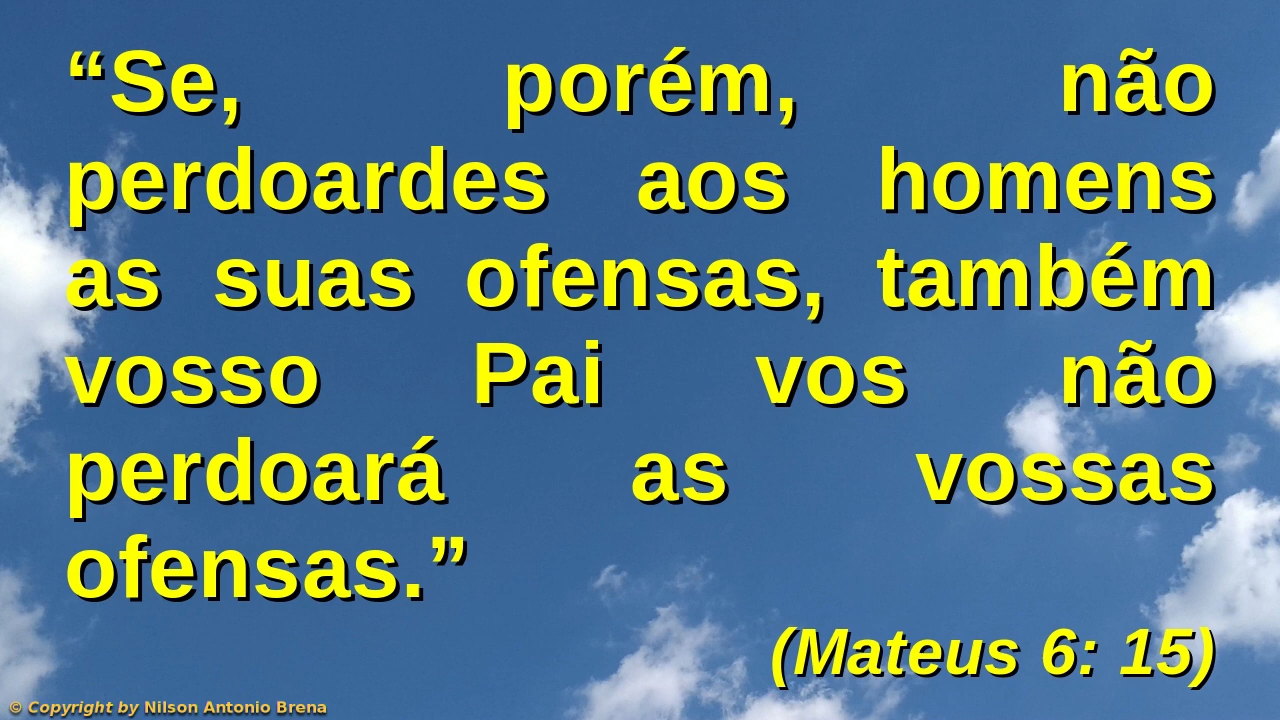 “Se, porém, não
perdoardes aos homens
as suas ofensas, também
vosso Pai vos não
perdoará as vossas
ofensas.”
(Mateus 6: 15)
© Copyright by Nilson Antonio Brena